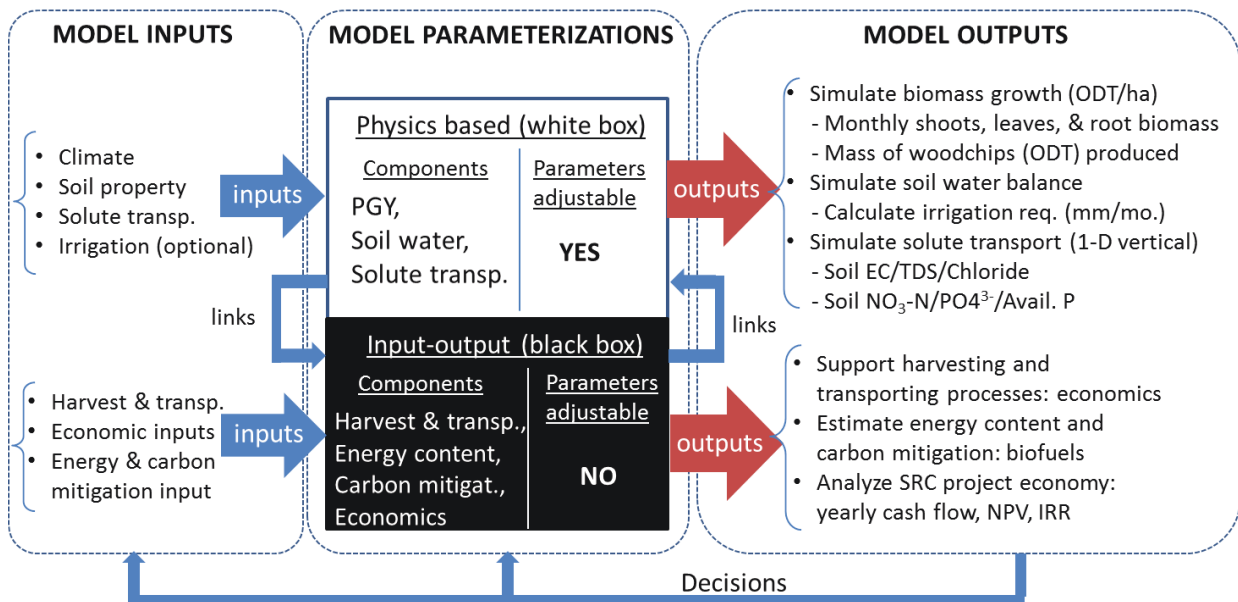 MODEL INPUTS
• Climate
• Soil property
• Solute transp.
• Irrigation (optional)
inputs
links
• Harvest & transp.
• Economic inputs
• Energy & carbon
mitigation input
inputs
MODEL PARAMETERIZATIONS
Physics based (white box)
Components
PGY,
Soil water,
Solute transp.
Parameters
adjustable
YES
Input-output (black box)
Components
Harvest & transp.,
Energy content,
Carbon mitigat.,
Economics
Parameters
adjustable
NO
outputs
links
outputs
MODEL OUTPUTS
• Simulate biomass growth (ODT/ha)
- Monthly shoots, leaves, & root biomass
- Mass of woodchips (ODT) produced
• Simulate soil water balance
- Calculate irrigation req. (mm/mo.)
• Simulate solute transport (1-D vertical)
- Soil EC/TDS/Chloride
- Soil NO₃-N/PO4³⁻/Avail. P
• Support harvesting and
transporting processes: economics
• Estimate energy content and
carbon mitigation: biofuels
• Analyze SRC project economy:
yearly cash flow, NPV, IRR
Decisions